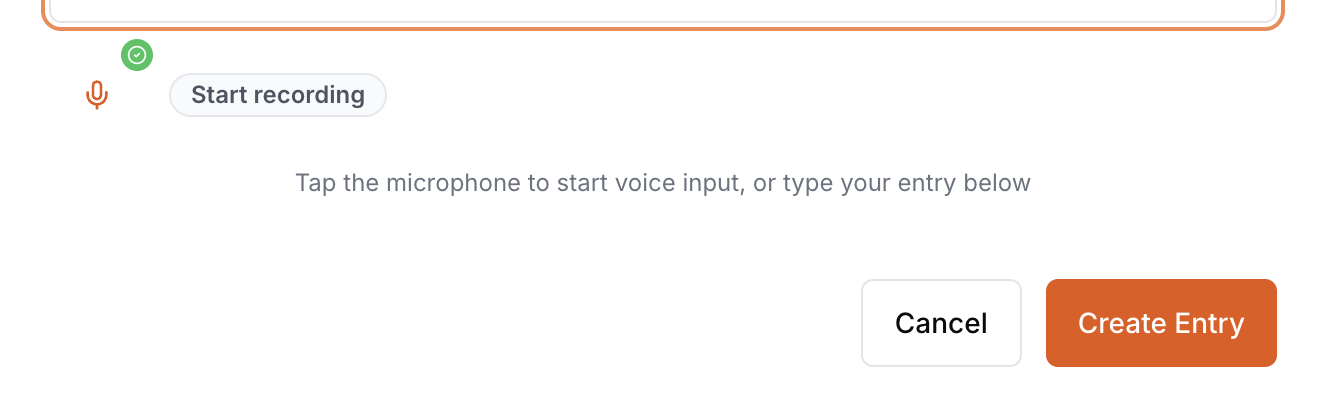 Start recording
Tap the microphone to start voice input, or type your entry below
Cancel
Create Entry